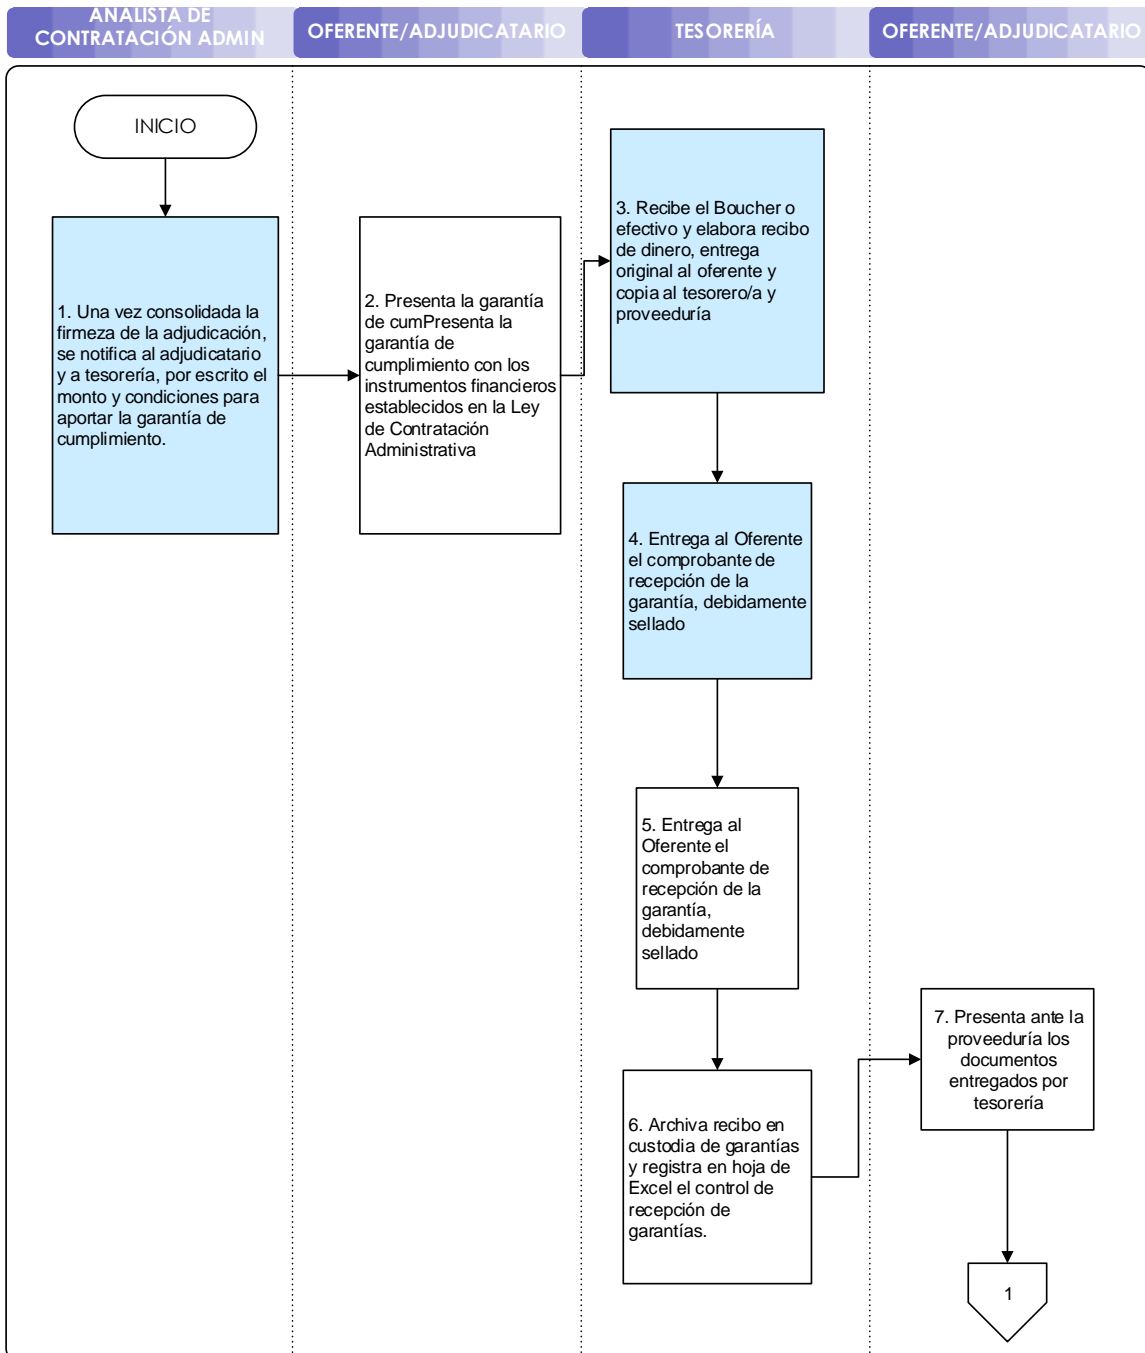 ANALISTA DE
CONTRATACIÓN ADMIN
OFERENTE/ADJUDICATARIO
TESORERÍA
OFERENTE/ADJUDICATARIO
INICIO
1. Una vez consolidada la
firmeza de la adjudicación,
se notifica al adjudicatario
y a tesorería, por escrito el
monto y condiciones para
aportar la garantía de
cumplimiento.
2. Presenta la garantía
de cumPresenta la
garantía de
cumplimiento con los
instrumentos financieros
establecidos en la Ley
de Contratación
Administrativa
3. Recibe el Boucher o
efectivo y elabora recibo
de dinero, entrega
original al oferente y
copia al tesorero/a y
proveeduría
4. Entrega al Oferente
el comprobante de
recepción de la
garantía, debidamente
sellado
5. Entrega al
Oferente el
comprobante de
recepción de la
garantía,
debidamente
sellado
6. Archiva recibo en
custodia de garantías
y registra en hoja de
Excel el control de
recepción de
garantías.
7. Presenta ante la
proveeduría los
documentos
entregados por
tesorería
1